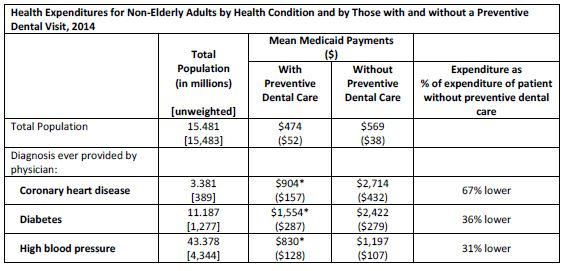 Health Expenditures for Non-Elderly Adults by Health Condition and by Those with and without a Preventive
Dental Visit, 2014
Total
Population
(in millions)
[unweighted]
Mean Medicaid Payments
($)
With
Preventive
Dental Care
Without
Preventive
Dental Care
Expenditure as
% of expenditure of patient
without preventive dental
care
Total Population 15.481 $474 $569
[15,483] ($52) ($38)
Diagnosis ever provided by
physician:
Coronary heart disease 3.381 $904* $2,714 67% lower
[389] ($157) ($432)
Diabetes 11.187 $1,554* $2,422 36% lower
[1,277] ($287) ($279)
High blood pressure 43.378 $830* $1,197 31% lower
[4,344] ($128) ($107)